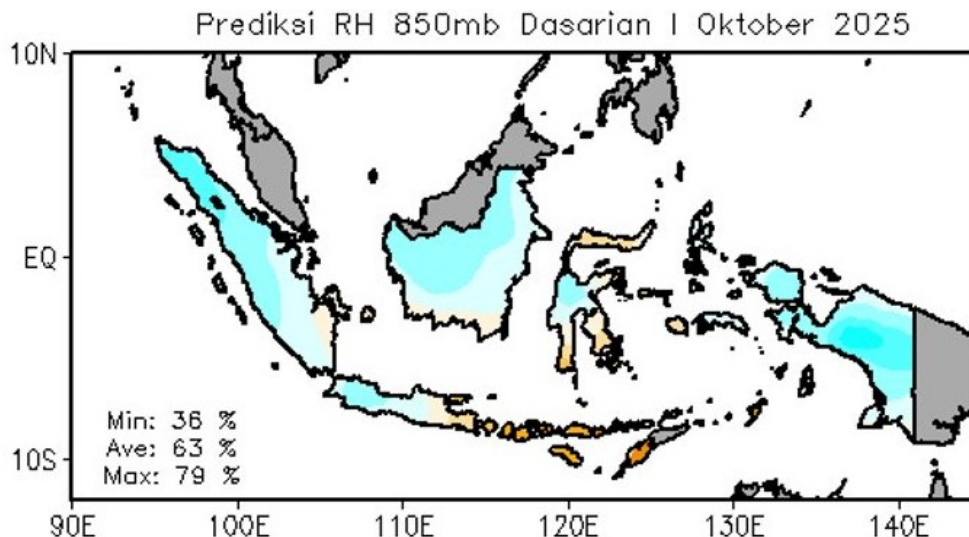 Prediksi RH 850mb Dasarian I Oktober 2025
10N
EQ
10S
Min: 36 %
Ave: 63 %
Max: 79 %
90E 100E 110E 120E 130E 140E